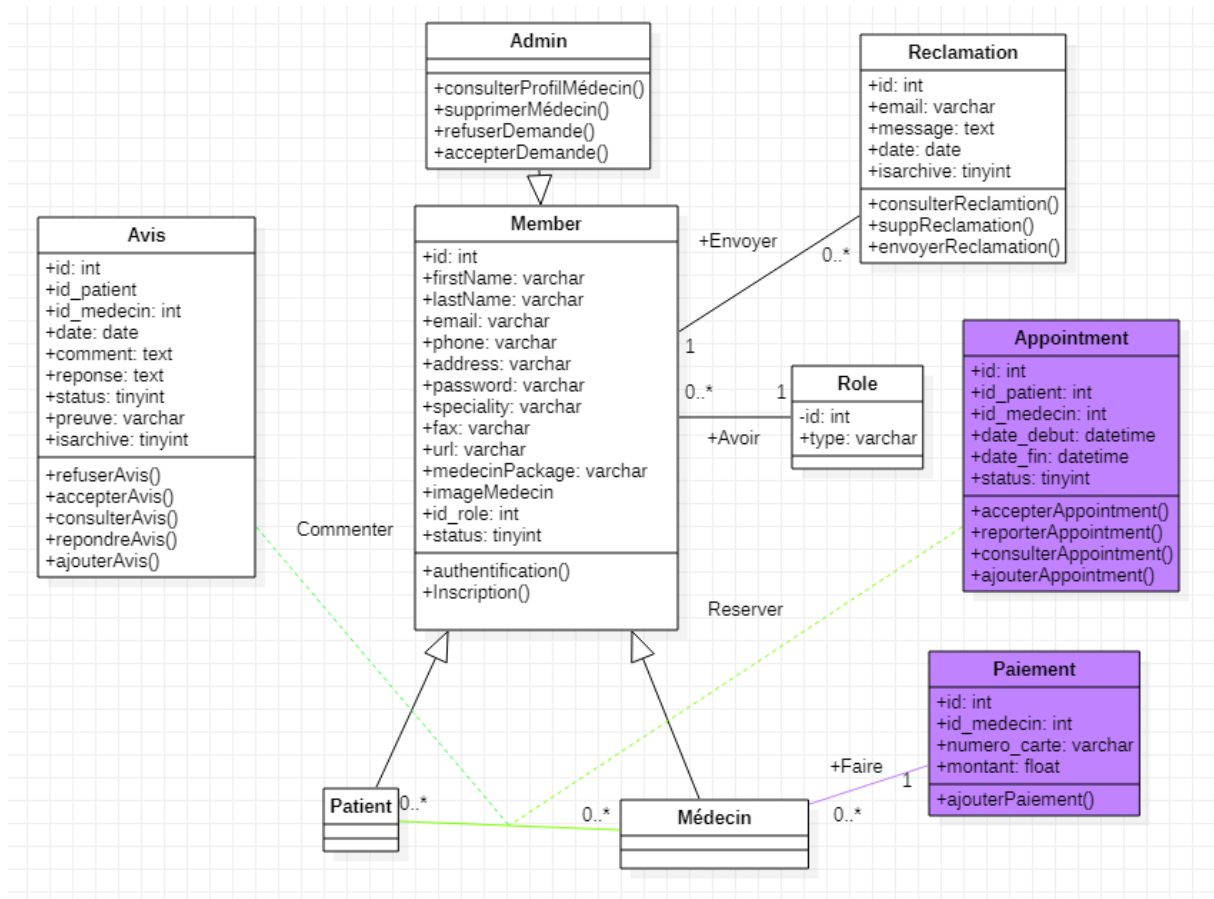 Admin
+consulterProfilMédecin()
+supprimerMédecin()
+refuserDemande()
+accepterDemande()
Reclamation
+id: int
+email: varchar
+message: text
+date: date
+isarchive: tinyint
+consulterReclamtion()
+suppReclamation()
+envoyerReclamation()
Avis
+id: int
+id_patient
+id_medecin: int
+date: date
+comment: text
+reponse: text
+status: tinyint
+preuve: varchar
+isarchive: tinyint
+refuserAvis()
+accepterAvis()
+consulterAvis()
+repondreAvis()
+ajouterAvis()
Member
+id: int
+firstName: varchar
+lastName: varchar
+email: varchar
+phone: varchar
+address: varchar
+password: varchar
+speciality: varchar
+fax: varchar
+url: varchar
+medecinPackage: varchar
+imageMedecin
+id_role: int
+status: tinyint
+authentification()
+Inscription()
+Envoyer
0..*
1
0..*
1
+Avoir
Role
-id: int
+type: varchar
Appointment
+id: int
+id_patient: int
+id_medecin: int
+date_debut: datetime
+date_fin: datetime
+status: tinyint
+accepterAppointment()
+reporterAppointment()
+consulterAppointment()
+ajouterAppointment()
Commenter
Reserver
Paiement
+id: int
+id_medecin: int
+numero_carte: varchar
+montant: float
+ajouterPaiement()
+Faire
1
0..*
Patient
0..*
0..*
Médecin